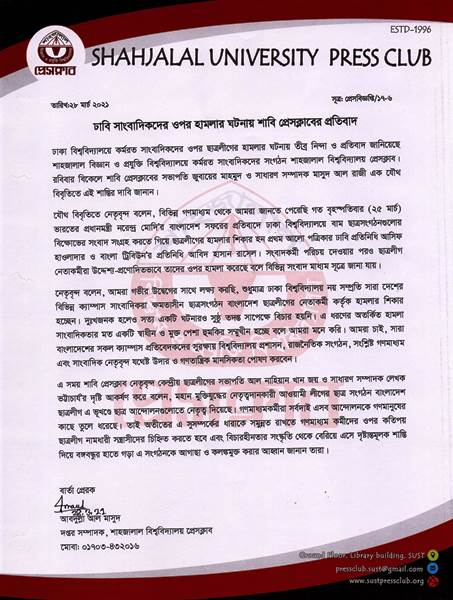 ESTD-1996
প্রেসক্লাব
SHAHJALAL UNIVERSITY PRESS CLUB
তারিখঃ২৮ মার্চ ২০২১
সূত্র: প্রেসবিজ্ঞপ্তি/১৭-৬
ঢাবি সাংবাদিকদের ওপর হামলার ঘটনায় শাবি প্রেসক্লাবের প্রতিবাদ
ঢাকা বিশ্ববিদ্যালয়ে কর্মরত সাংবাদিকদের ওপর ছাত্রলীগের হামলার ঘটনায় তীব্র নিন্দা ও প্রতিবাদ জানিয়েছে
শাহজালাল বিজ্ঞান ও প্রযুক্তি বিশ্ববিদ্যালয়ে কর্মরত সাংবাদিকদের সংগঠন শাহজালাল বিশ্ববিদ্যালয় প্রেসক্লাব।
রবিবার বিকেলে শাবি প্রেসক্লাবের সভাপতি জুবায়ের মাহমুদ ও সাধারণ সম্পাদক মাসুদ আল রাজী এক যৌথ
বিবৃতিতে এই শাস্তির দাবি জানান।
যৌথ বিবৃতিতে নেতৃবৃন্দ বলেন, বিভিন্ন গণমাধ্যম থেকে আমরা জানতে পেরেছি গত বৃহস্পতিবার (২৫ মার্চ)
ভারতের প্রধানমন্ত্রী নরেন্দ্র মোদি'র বাংলাদেশ সফরের প্রতিবাদে ঢাকা বিশ্ববিদ্যালয়ে বাম ছাত্রসংগঠনগুলোর
বিক্ষোভের সংবাদ সংগ্রহ করতে গিয়ে ছাত্রলীগের হামলার শিকার হন প্রথম আলো পত্রিকার ঢাবি প্রতিনিধি আসিফ
হাওলাদার ও বাংলা ট্রিবিউন'র প্রতিনিধি আবিদ হাসান রাসেল। সংবাদকর্মী পরিচয় দেওয়ার পরও ছাত্রলীগ
নেতাকর্মীরা উদ্দেশ্য-প্রণোদিতভাবে তাদের ওপর হামলা করেছে বলে বিভিন্ন সংবাদ মাধ্যম সূত্রে জানা যায়।
নেতৃবৃন্দ বলেন, আমরা গভীর উদ্বেগের সাথে লক্ষ্য করছি, শুধুমাত্র ঢাকা বিশ্ববিদ্যালয় নয় সম্প্রতি সারা দেশের
বিভিন্ন ক্যাম্পাস সাংবাদিকরা ক্ষমতাসীন ছাত্রসংগঠন বাংলাদেশ ছাত্রলীগের নেতাকর্মী কর্তৃক হামলার শিকার
হচ্ছেন। দুঃখজনক হলেও সত্য একটি ঘটনারও সুষ্ঠু তদন্ত সাপেক্ষে বিচার হয়নি। এ ধরণের অতর্কিত হামলা
সাংবাদিকতার মত একটি স্বাধীন ও মুক্ত পেশা হুমকির সম্মুখীন হচ্ছে বলে আমরা মনে করি। আমরা চাই, সারা
বাংলাদেশের সকল ক্যাম্পাস প্রতিবেদকদের সুরক্ষায় বিশ্ববিদ্যালয় প্রশাসন, রাজনৈতিক সংগঠন, সংশ্লিষ্ট গণমাধ্যম
এবং সাংবাদিক নেতৃবৃন্দ যথেষ্ট উদার ও গণতান্ত্রিক মানসিকতা পোষণ করবেন।
এ সময় শাবি প্রেসক্লাব নেতৃবৃন্দ কেন্দ্রীয় ছাত্রলীগের সভাপতি আল নাহিয়ান খান জয় ও সাধারণ সম্পাদক লেখক
ভট্টাচার্য'র দৃষ্টি আকর্ষণ করে বলেন, মহান মুক্তিযুদ্ধের নেতৃত্বদানকারী আওয়ামী লীগের ছাত্র সংগঠন বাংলাদেশ
ছাত্রলীগ এ ভূখণ্ডে ছাত্র আন্দোলনগুলোতে নেতৃত্ব দিয়েছে। গণমাধ্যমকর্মীরা সর্বদাই এসব আন্দোলনকে গণমানুষের
কাছে তুলে ধরেছে। তাই অতীতের এ সুসম্পর্কের ধারাকে সমুন্নত রাখতে গণমাধ্যম কর্মীদের ওপর কতিপয়
ছাত্রলীগ নামধারী সন্ত্রাসীদের চিহ্নিত করতে হবে এবং বিচারহীনতার সংস্কৃতি থেকে বেরিয়ে এসে দৃষ্টান্তমূলক শাস্তি
দিয়ে বঙ্গবন্ধুর হাতে গড়া এ সংগঠনকে আগাছা ও কলঙ্কমুক্ত করার আহ্বান জানান তারা।
বার্তা প্রেরক
আবদুল্লা আল মাসুদ
দপ্তর সম্পাদক, শাহজালাল বিশ্ববিদ্যালয় প্রেসক্লাব
মোবা: ০১৭০৩-৪৩২০১৬
Ground Floor, Library building, SUST
pressclub.sust@gmail.com
www.sustpressclub.org